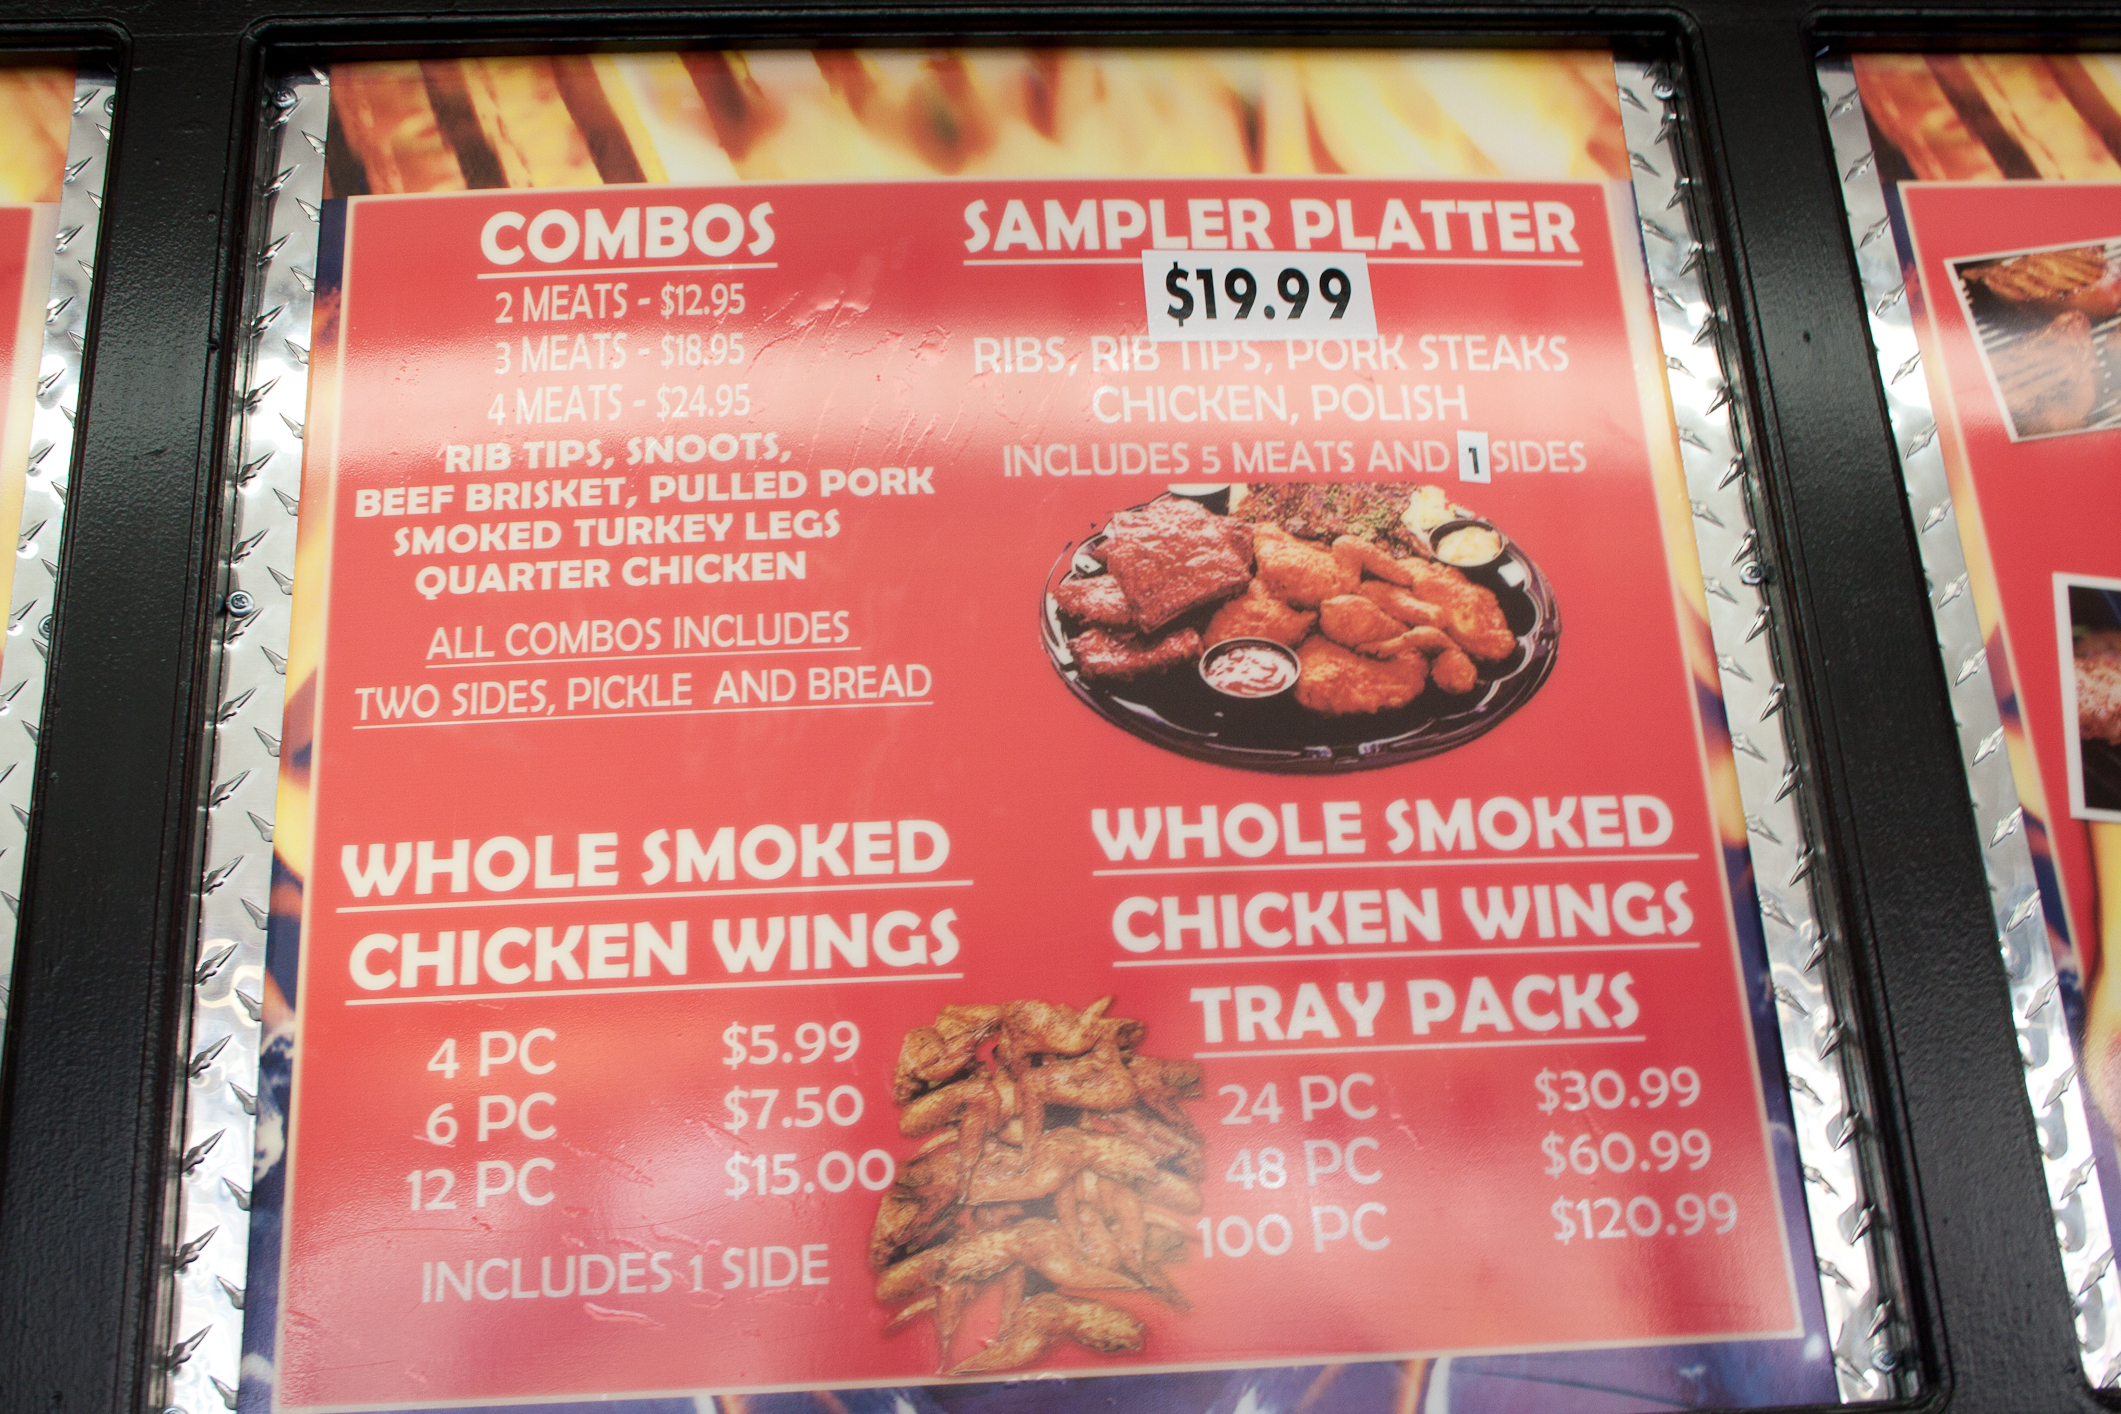 COMBOS
2 MEATS - $12.95
3 MEATS - $18.95
4 MEATS - $24.95
RIB TIPS, SNOOTS,
BEEF BRISKET, PULLED PORK
SMOKED TURKEY LEGS
QUARTER CHICKEN
ALL COMBOS INCLUDES
TWO SIDES, PICKLE AND BREAD
SAMPLER PLATTER
$19.99
RIBS, RIB TIPS, PORK STEAKS
CHICKEN, POLISH
INCLUDES 5 MEATS AND 1 SIDES
WHOLE SMOKED
CHICKEN WINGS
4 PC $5.99
6 PC $7.50
12 PC $15.00
INCLUDES 1 SIDE
WHOLE SMOKED
CHICKEN WINGS
TRAY PACKS
24 PC $30.99
48 PC $60.99
100 PC $120.99